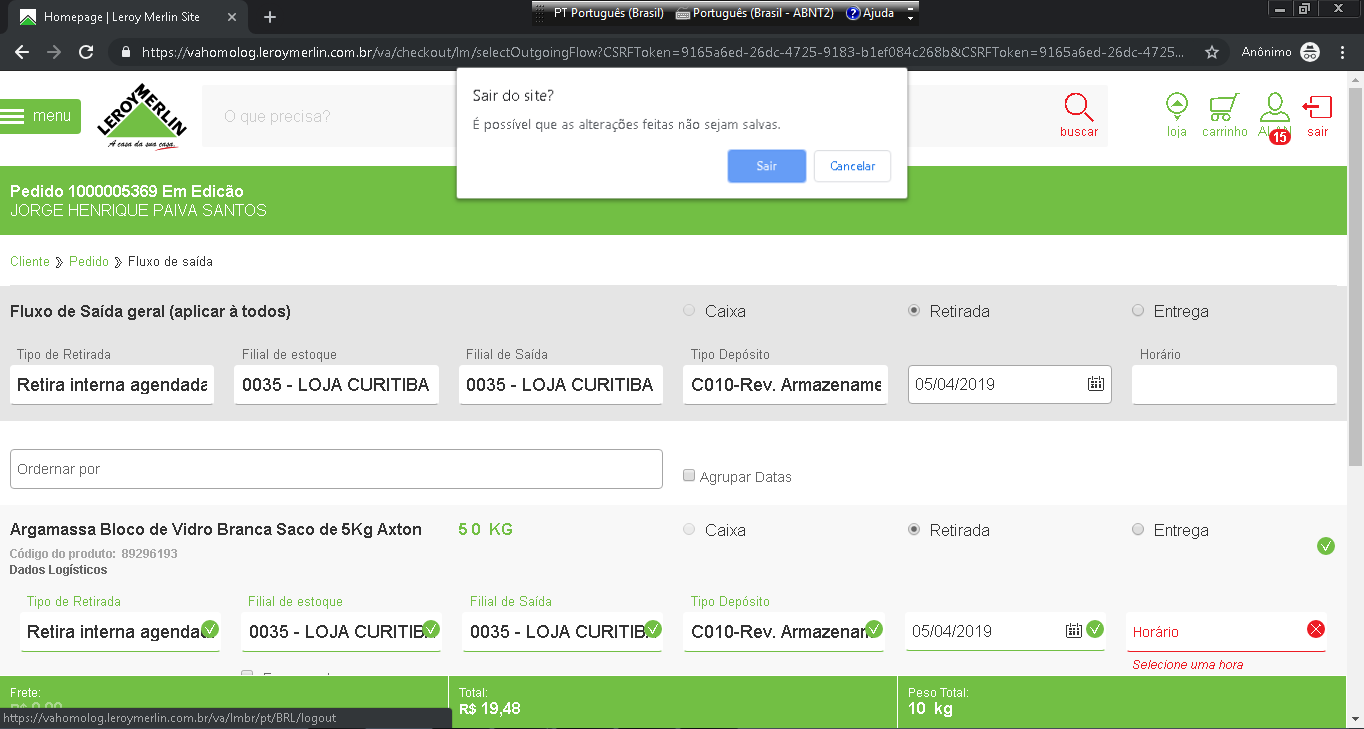 PT Português (Brasil) Português (Brasil - ABNT2) Ajuda
Homepage | Leroy Merlin Site
https://vahomolog.leroymerlin.com.br/va/checkout/lm/selectOutgoingFlow?CSRFToken=9165a6ed-26dc-4725-9183-b1ef084c268b&CSRFToken=9165a6ed-26dc-4725... Anônimo
Sair do site?
É possível que as alterações feitas não sejam salvas.
Sair Cancelar
menu
LEROY MERLIN
A casa da sua casa.
O que precisa?
buscar
loja
carrinho
ALAN
15
sair
Pedido 1000005369 Em Edicão
JORGE HENRIQUE PAIVA SANTOS
Cliente Pedido Fluxo de saída
Fluxo de Saída geral (aplicar à todos) Caixa Retirada Entrega
Tipo de Retirada Filial de estoque Filial de Saída Tipo Depósito Horário
Retira interna agendada 0035 - LOJA CURITIBA 0035 - LOJA CURITIBA C010-Rev. Armazename 05/04/2019
Ordernar por
Agrupar Datas
Argamassa Bloco de Vidro Branca Saco de 5Kg Axton 5 0 KG Caixa Retirada Entrega
Código do produto: 89296193
Dados Logísticos
Tipo de Retirada Filial de estoque Filial de Saída Tipo Depósito
Retira interna agenda 0035 - LOJA CURITIB 0035 - LOJA CURITIB C010-Rev. Armazenam 05/04/2019 Horário
Selecione uma hora
Frete: Total: Peso Total:
R$ 19,48 10 kg
https://vahomolog.leroymerlin.com.br/va/lmbr/pt/BRL/logout